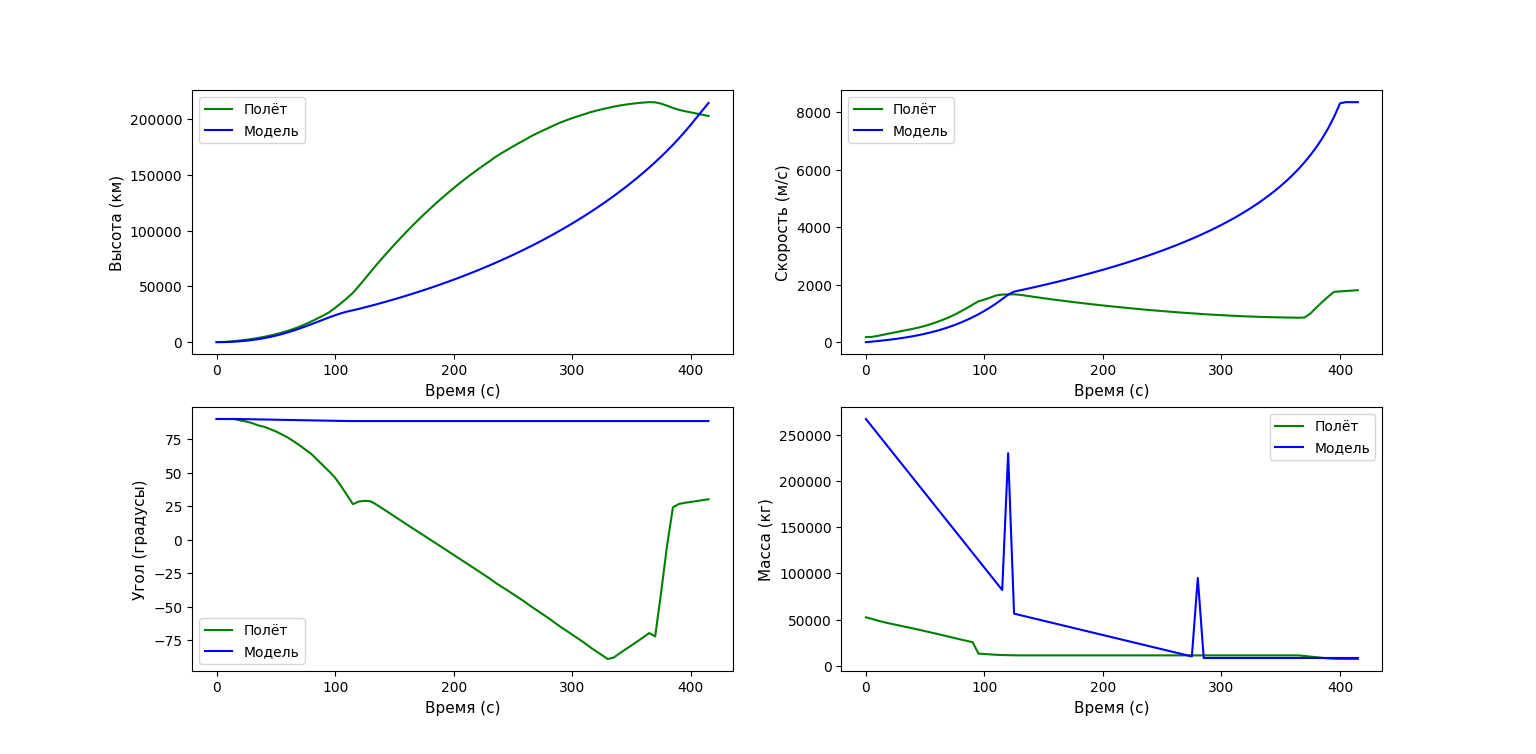 Полёт
Модель
Высота (км)
200000
150000
100000
50000
0
0
100
200
300
400
Время (с)
Полёт
Модель
Скорость (м/с)
8000
6000
4000
2000
0
0
100
200
300
400
Время (с)
Угол (градусы)
75
50
25
0
−25
−50
−75
Полёт
Модель
0
100
200
300
400
Время (с)
Полёт
Модель
Масса (кг)
250000
200000
150000
100000
50000
0
0
100
200
300
400
Время (с)